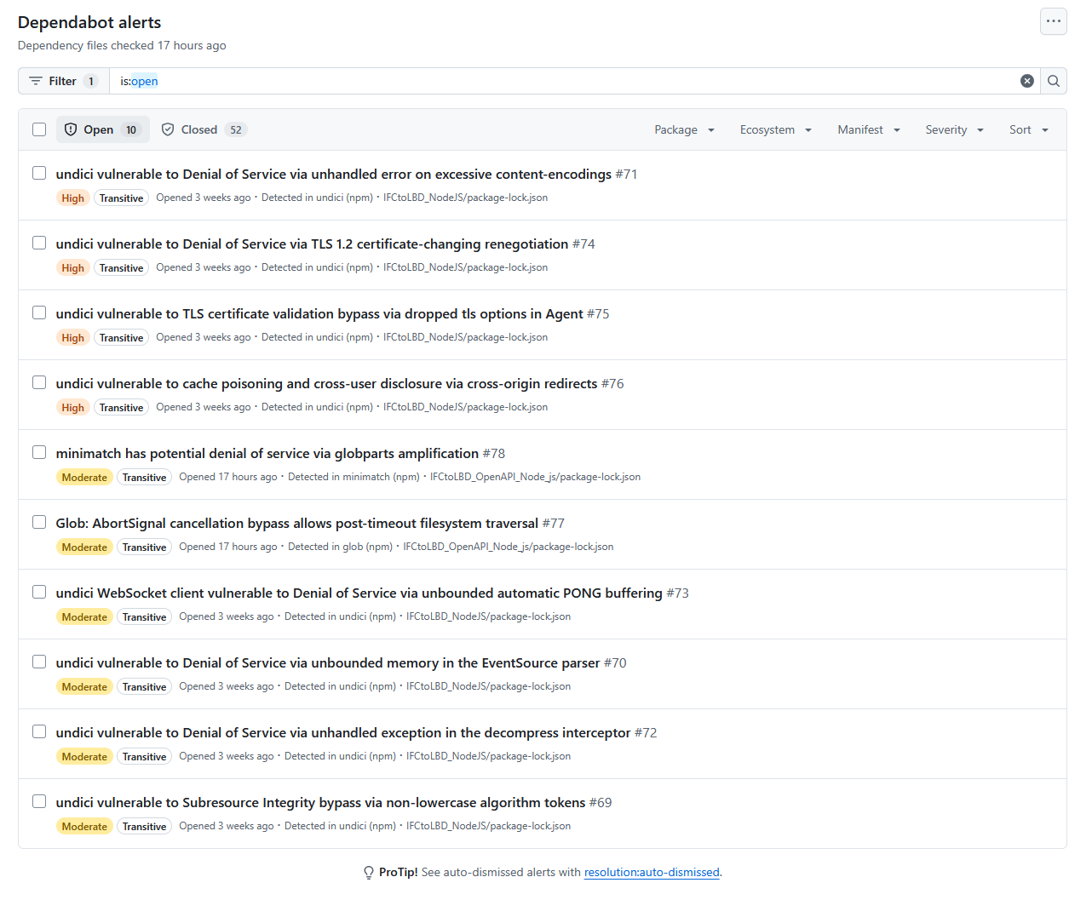 Dependabot alerts
Dependency files checked 17 hours ago
Filter 1 is:open
Open 10 Closed 52 Package Ecosystem Manifest Severity Sort
undici vulnerable to Denial of Service via unhandled error on excessive content-encodings #71
High Transitive Opened 3 weeks ago · Detected in undici (npm) · IFCtoLBD_NodeJS/package-lock.json
undici vulnerable to Denial of Service via TLS 1.2 certificate-changing renegotiation #74
High Transitive Opened 3 weeks ago · Detected in undici (npm) · IFCtoLBD_NodeJS/package-lock.json
undici vulnerable to TLS certificate validation bypass via dropped tls options in Agent #75
High Transitive Opened 3 weeks ago · Detected in undici (npm) · IFCtoLBD_NodeJS/package-lock.json
undici vulnerable to cache poisoning and cross-user disclosure via cross-origin redirects #76
High Transitive Opened 3 weeks ago · Detected in undici (npm) · IFCtoLBD_NodeJS/package-lock.json
minimatch has potential denial of service via globparts amplification #78
Moderate Transitive Opened 17 hours ago · Detected in minimatch (npm) · IFCtoLBD_OpenAPI_Node_js/package-lock.json
Glob: AbortSignal cancellation bypass allows post-timeout filesystem traversal #77
Moderate Transitive Opened 17 hours ago · Detected in glob (npm) · IFCtoLBD_OpenAPI_Node_js/package-lock.json
undici WebSocket client vulnerable to Denial of Service via unbounded automatic PONG buffering #73
Moderate Transitive Opened 3 weeks ago · Detected in undici (npm) · IFCtoLBD_NodeJS/package-lock.json
undici vulnerable to Denial of Service via unbounded memory in the EventSource parser #70
Moderate Transitive Opened 3 weeks ago · Detected in undici (npm) · IFCtoLBD_NodeJS/package-lock.json
undici vulnerable to Denial of Service via unhandled exception in the decompress interceptor #72
Moderate Transitive Opened 3 weeks ago · Detected in undici (npm) · IFCtoLBD_NodeJS/package-lock.json
undici vulnerable to Subresource Integrity bypass via non-lowercase algorithm tokens #69
Moderate Transitive Opened 3 weeks ago · Detected in undici (npm) · IFCtoLBD_NodeJS/package-lock.json
ProTip! See auto-dismissed alerts with resolution:auto-dismissed.